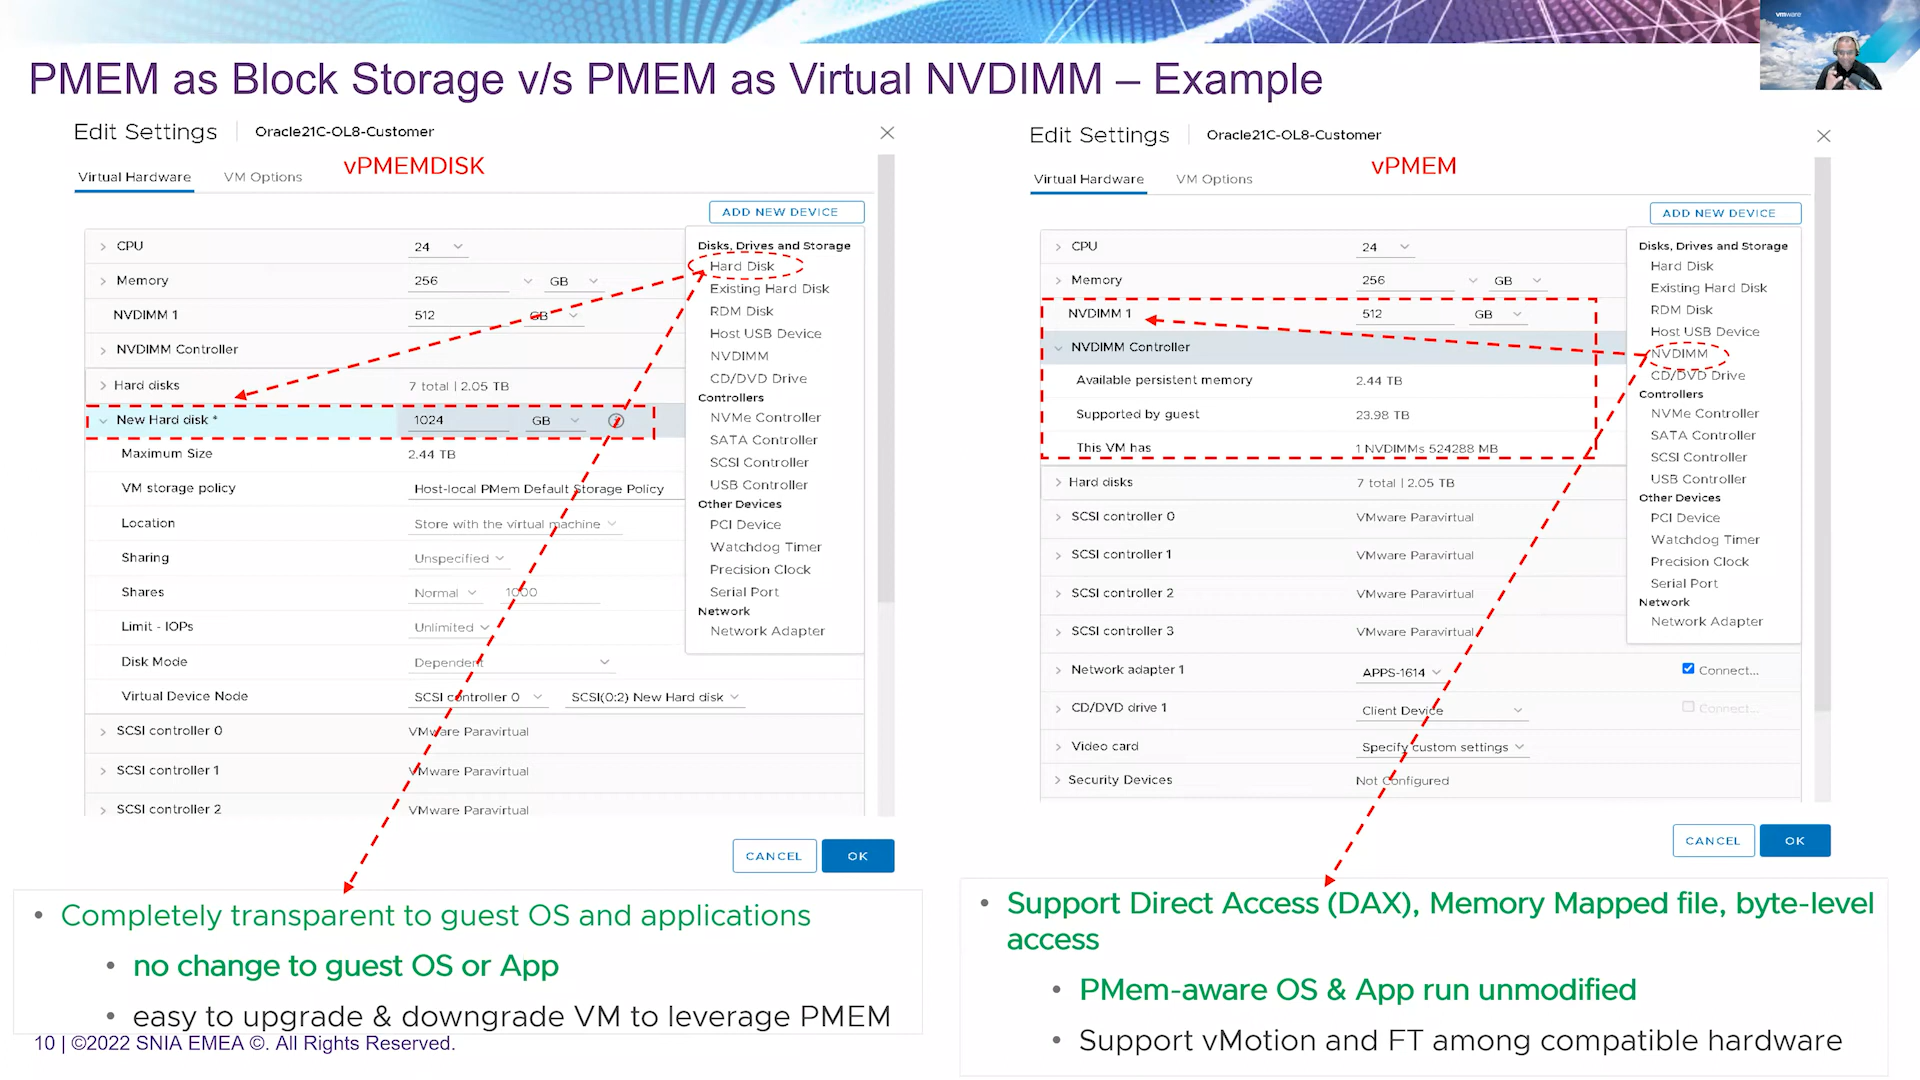 vmware
PMEM as Block Storage v/s PMEM as Virtual NVDIMM – Example
Edit Settings Oracle21C-OL8-Customer
vPMEMDISK
Virtual Hardware VM Options
ADD NEW DEVICE
CPU 24
Memory 256 GB
NVDIMM 1 512 GB
NVDIMM Controller
Hard disks 7 total | 2.05 TB
New Hard disk * 1024 GB
Maximum Size 2.44 TB
VM storage policy Host-local PMem Default Storage Policy
Location Store with the virtual machine
Sharing Unspecified
Shares Normal 1000
Limit - IOPs Unlimited
Disk Mode Dependent
Virtual Device Node SCSI controller 0 SCSI(0:2) New Hard disk
SCSI controller 0 VMware Paravirtual
SCSI controller 1 VMware Paravirtual
SCSI controller 2 VMware Paravirtual
Disks, Drives and Storage
Hard Disk
Existing Hard Disk
RDM Disk
Host USB Device
NVDIMM
CD/DVD Drive
Controllers
NVMe Controller
SATA Controller
SCSI Controller
USB Controller
Other Devices
PCI Device
Watchdog Timer
Precision Clock
Serial Port
Network
Network Adapter
CANCEL OK
• Completely transparent to guest OS and applications
• no change to guest OS or App
• easy to upgrade & downgrade VM to leverage PMEM
Edit Settings Oracle21C-OL8-Customer
vPMEM
Virtual Hardware VM Options
ADD NEW DEVICE
CPU 24
Memory 256 GB
NVDIMM 1 512 GB
NVDIMM Controller
Available persistent memory 2.44 TB
Supported by guest 23.98 TB
This VM has 1 NVDIMMs 524288 MB
Hard disks 7 total | 2.05 TB
SCSI controller 0 VMware Paravirtual
SCSI controller 1 VMware Paravirtual
SCSI controller 2 VMware Paravirtual
SCSI controller 3 VMware Paravirtual
Network adapter 1 APPS-1614 Connect...
CD/DVD drive 1 Client Device Connect...
Video card Specify custom settings
Security Devices Not Configured
Disks, Drives and Storage
Hard Disk
Existing Hard Disk
RDM Disk
Host USB Device
NVDIMM
CD/DVD Drive
Controllers
NVMe Controller
SATA Controller
SCSI Controller
USB Controller
Other Devices
PCI Device
Watchdog Timer
Precision Clock
Serial Port
Network
Network Adapter
CANCEL OK
• Support Direct Access (DAX), Memory Mapped file, byte-level
access
• PMem-aware OS & App run unmodified
• Support vMotion and FT among compatible hardware
10 | ©2022 SNIA EMEA ©. All Rights Reserved.